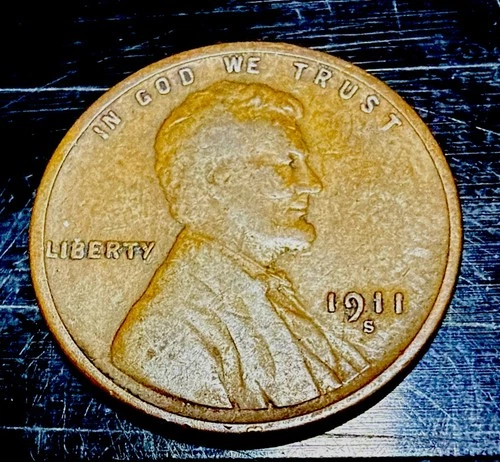 IN GOD WE TRUST
LIBERTY
1911
S